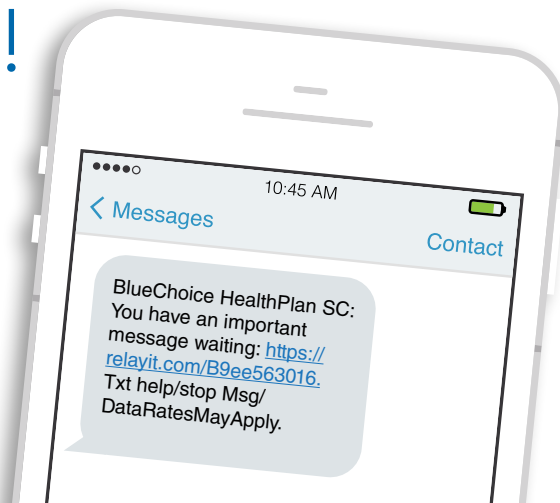 !
10:45 AM
Messages
Contact
BlueChoice HealthPlan SC:
You have an important
message waiting: https://
relayit.com/B9ee563016.
Txt help/stop Msg/
DataRatesMayApply.